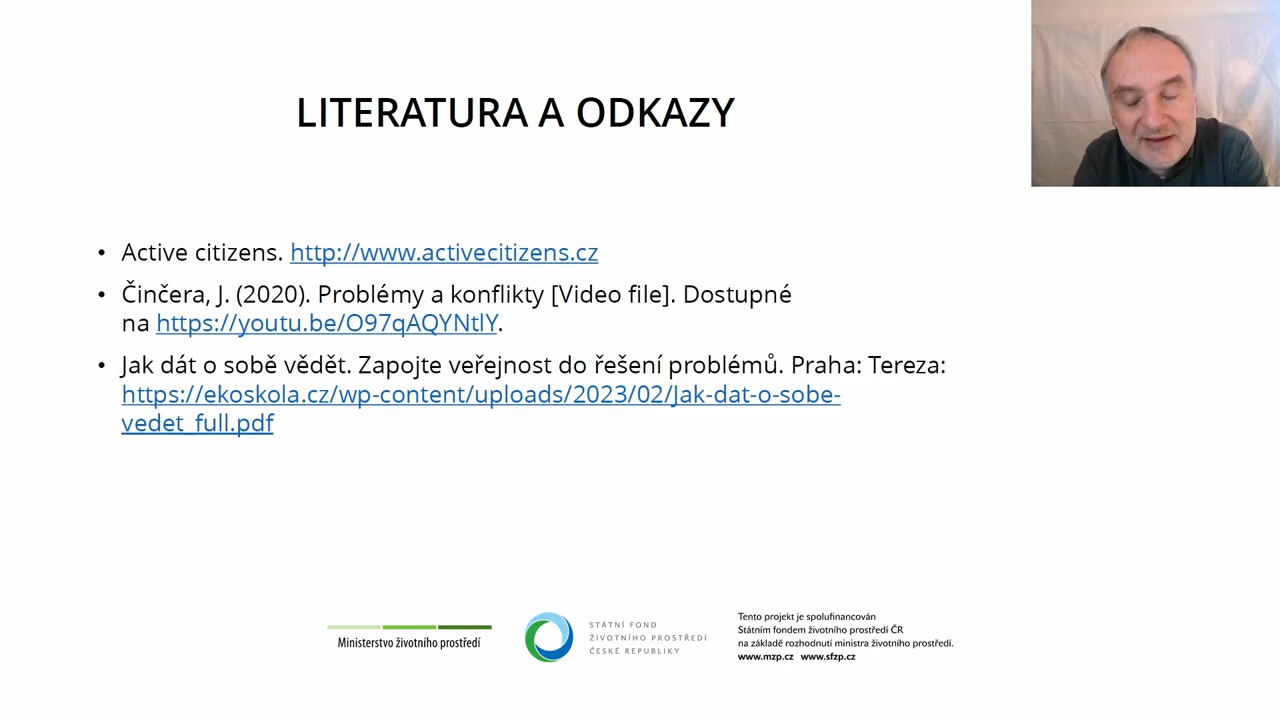 LITERATURA A ODKAZY
• Active citizens. http://www.activecitizens.cz
• Činčera, J. (2020). Problémy a konflikty [Video file]. Dostupné
na https://youtu.be/O97qAQYNtlY.
• Jak dát o sobě vědět. Zapojte veřejnost do řešení problémů. Praha: Tereza:
https://ekoskola.cz/wp-content/uploads/2023/02/Jak-dat-o-sobe-
vedet_full.pdf
Ministerstvo životního prostředí
STÁTNÍ FOND
ŽIVOTNÍHO PROSTŘEDÍ
ČESKÉ REPUBLIKY
Tento projekt je spolufinancován
Státním fondem životního prostředí ČR
na základě rozhodnutí ministra životního prostředí.
www.mzp.cz www.sfzp.cz